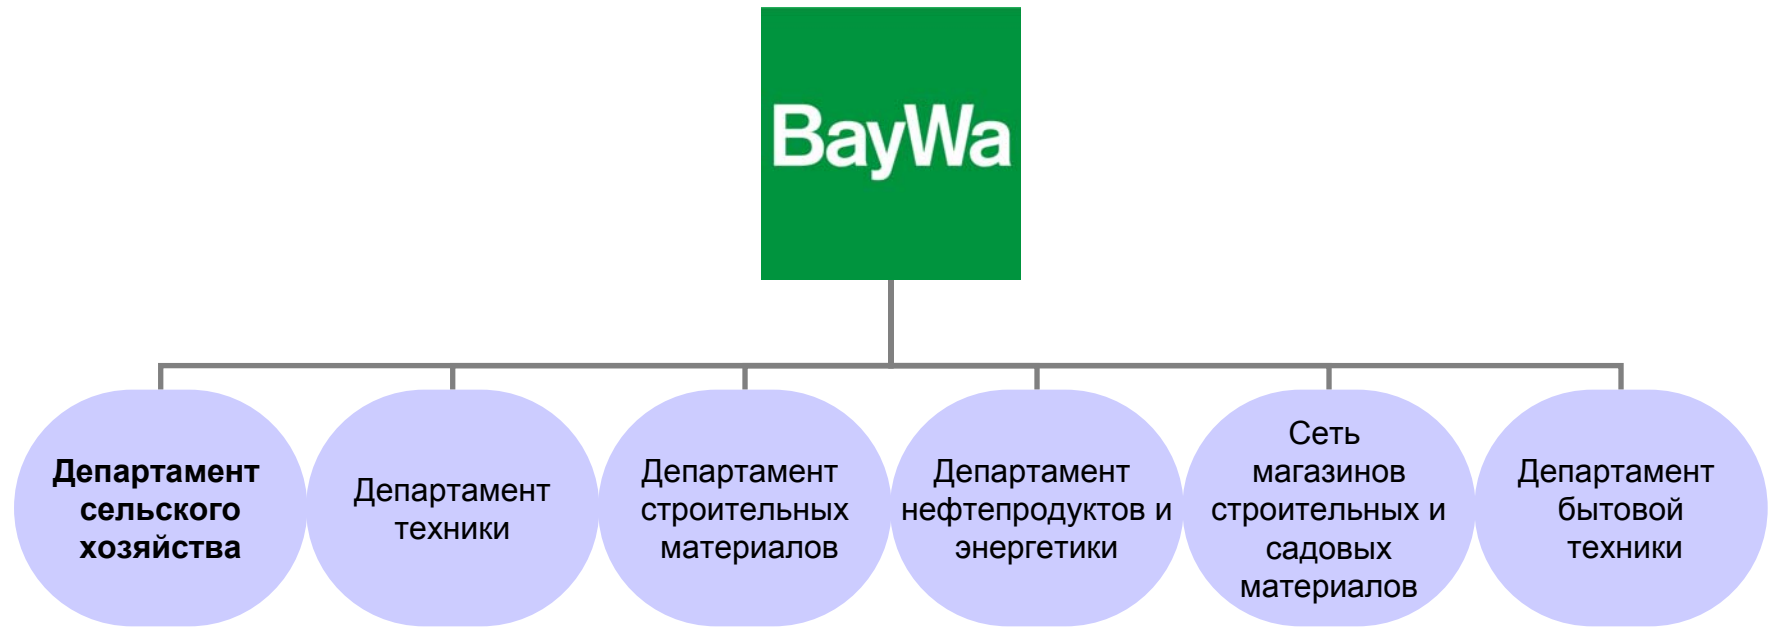 BayWa
Департамент
сельского
хозяйства
Департамент
техники
Департамент
строительных
материалов
Департамент
нефтепродуктов и
энергетики
Сеть
магазинов
строительных и
садовых
материалов
Департамент
бытовой
техники